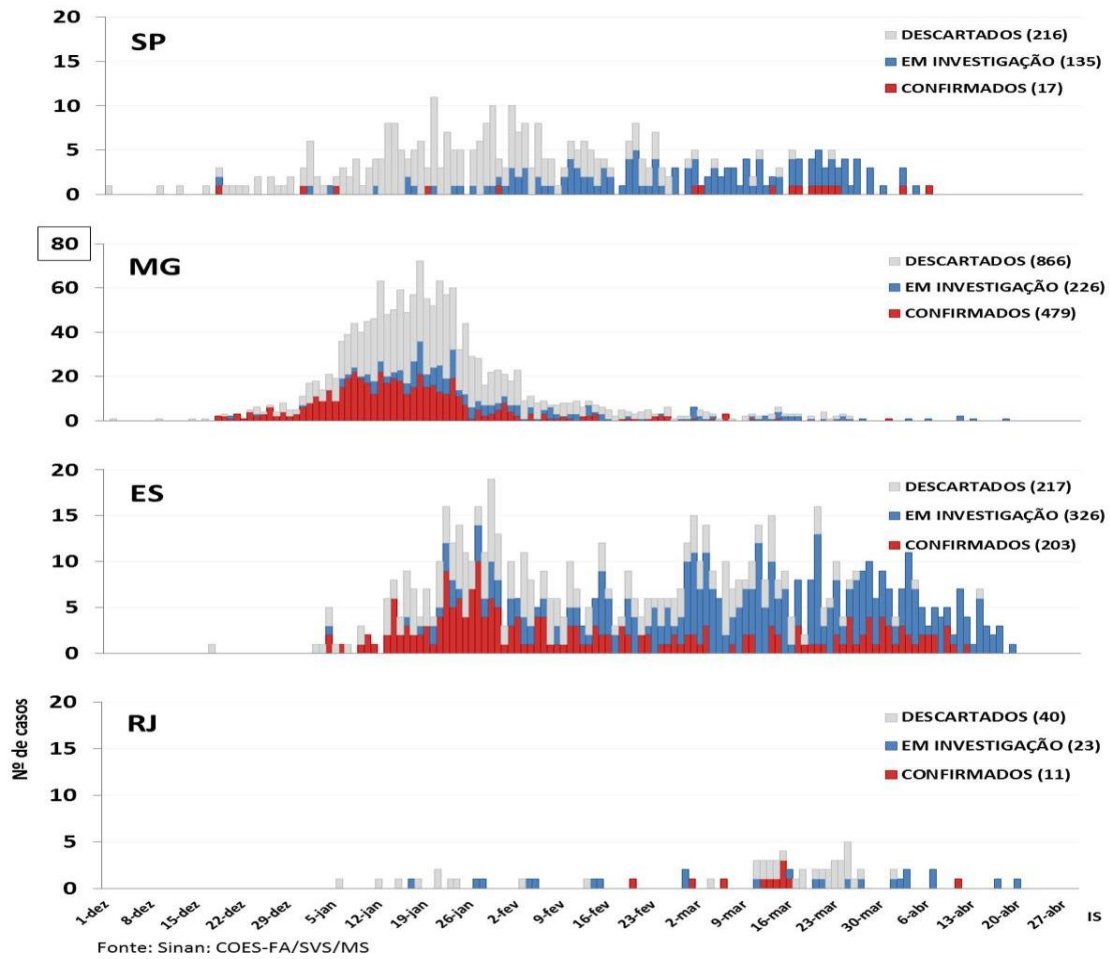 20
SP
DESCARTADOS (216)
15
EM INVESTIGAÇÃO (135)
10
CONFIRMADOS (17)
5
0
80
MG
DESCARTADOS (866)
60
EM INVESTIGAÇÃO (226)
40
CONFIRMADOS (479)
20
0
20
ES
DESCARTADOS (217)
15
EM INVESTIGAÇÃO (326)
10
CONFIRMADOS (203)
5
0
20
RJ
DESCARTADOS (40)
15
EM INVESTIGAÇÃO (23)
10
CONFIRMADOS (11)
5
0
Nº de casos
1-dez 8-dez 15-dez 22-dez 29-dez 5-jan 12-jan 19-jan 26-jan 2-fev 9-fev 16-fev 23-fev 2-mar 9-mar 16-mar 23-mar 30-mar 6-abr 13-abr 20-abr 27-abr IS
Fonte: Sinan; COES-FA/SVS/MS